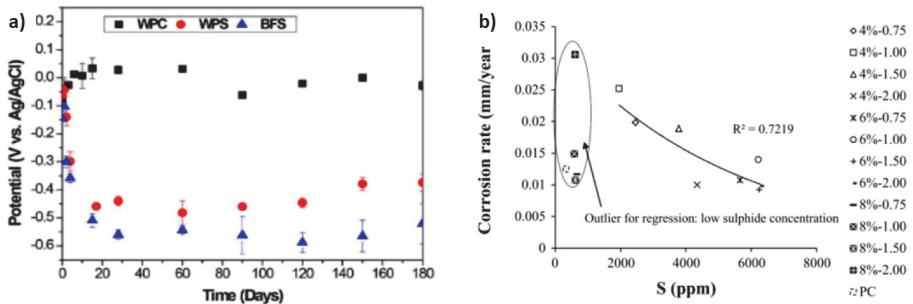 a)
WPC WPS BFS
Potential (V vs. Ag/AgCl)
0.2
0.1
0.0
-0.1
-0.2
-0.3
-0.4
-0.5
-0.6
0 20 40 60 80 100 120 140 160 180
Time (Days)
b)
Corrosion rate (mm/year)
0.035
0.03
0.025
0.02
0.015
0.01
0.005
0
0 2000 4000 6000 8000
S (ppm)
R² = 0.7219
Outlier for regression: low sulphide concentration
4%-0.75
4%-1.00
4%-1.50
4%-2.00
6%-0.75
6%-1.00
6%-1.50
6%-2.00
8%-0.75
8%-1.00
8%-1.50
8%-2.00
PC